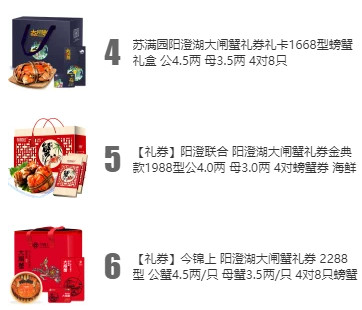 4
苏满园阳澄湖大闸蟹礼券礼卡1668型螃蟹
礼盒 公4.5两 母3.5两 4对8只
5
【礼券】阳澄联合 阳澄湖大闸蟹礼券金典
款1988型公4.0两 母3.0两 4对螃蟹券 海鲜
6
【礼券】今锦上 阳澄湖大闸蟹礼券 2288
型 公蟹4.5两/只 母蟹3.5两/只 4对8只螃蟹